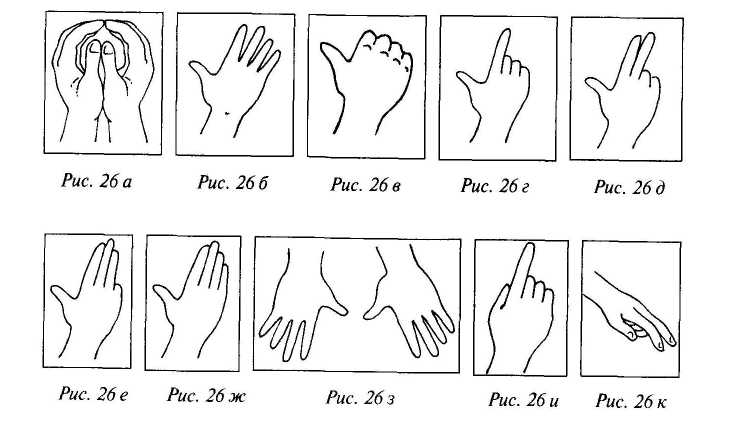 Рис. 26 а Рис. 26 б Рис. 26 в Рис. 26 г Рис. 26 д
Рис. 26 е Рис. 26 ж Рис. 26 з Рис. 26 и Рис. 26 к